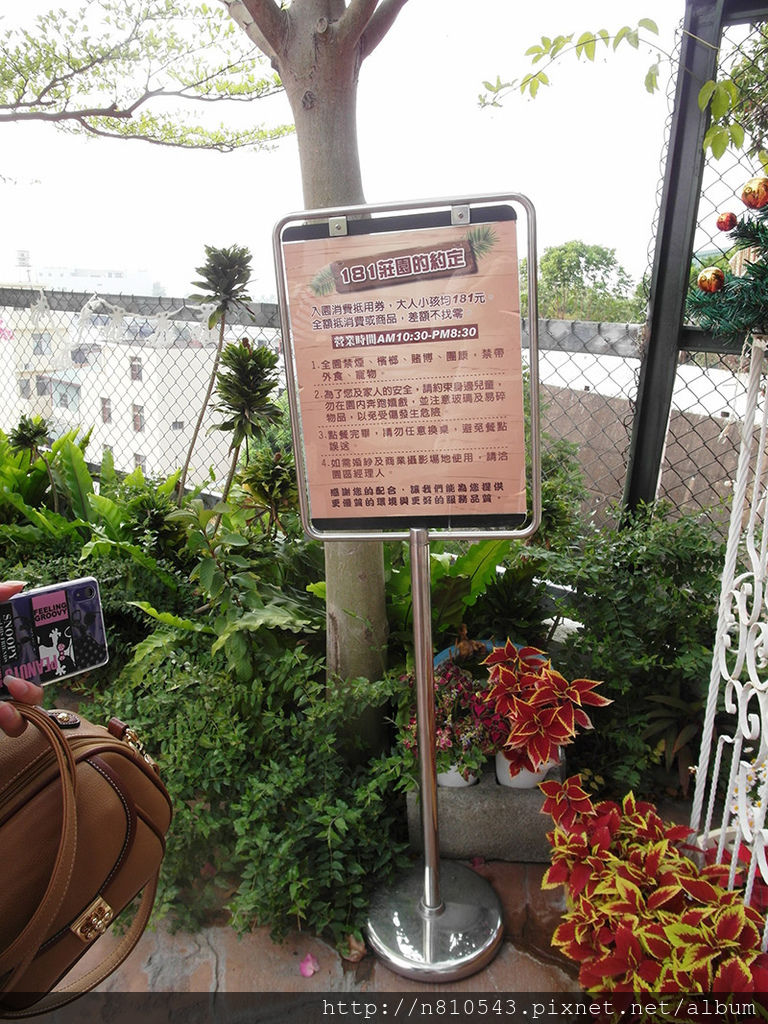 181莊園的約定
入園消費抵用券，大人小孩均181元。
全額抵消費或商品，差額不找零
營業時間AM10:30-PM8:30
1.全園禁煙、檳榔、賭博、團康，禁帶
外食、寵物。
2.為了您及家人的安全，請約束身邊兒童，
勿在園內奔跑嬉戲，並注意玻璃及易碎
物品，以免受傷發生危險
3.點餐完畢，請勿任意換桌，避免餐點
誤送。
4.如需婚紗及商業攝影場地使用，請洽
園區經理人。
感謝您的配合，讓我們能為您提供
更優質的環境與更好的服務品質。
FEELING
GROOVY
SNOOPY
PEANUTS
http://n810543.pixnet.net/album